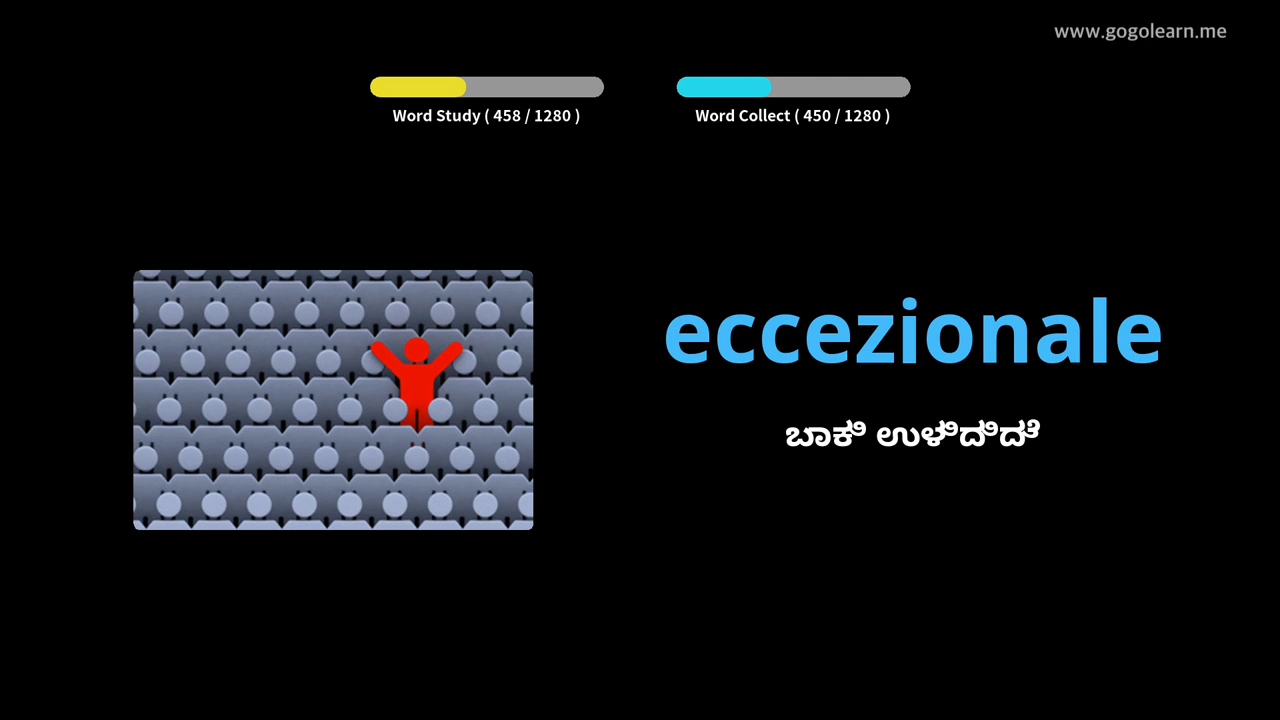 www.gogolearn.me
Word Study ( 458 / 1280 )
Word Collect ( 450 / 1280 )
eccezionale
ಬಾಕಿ ಉಳಿದಿದೆ